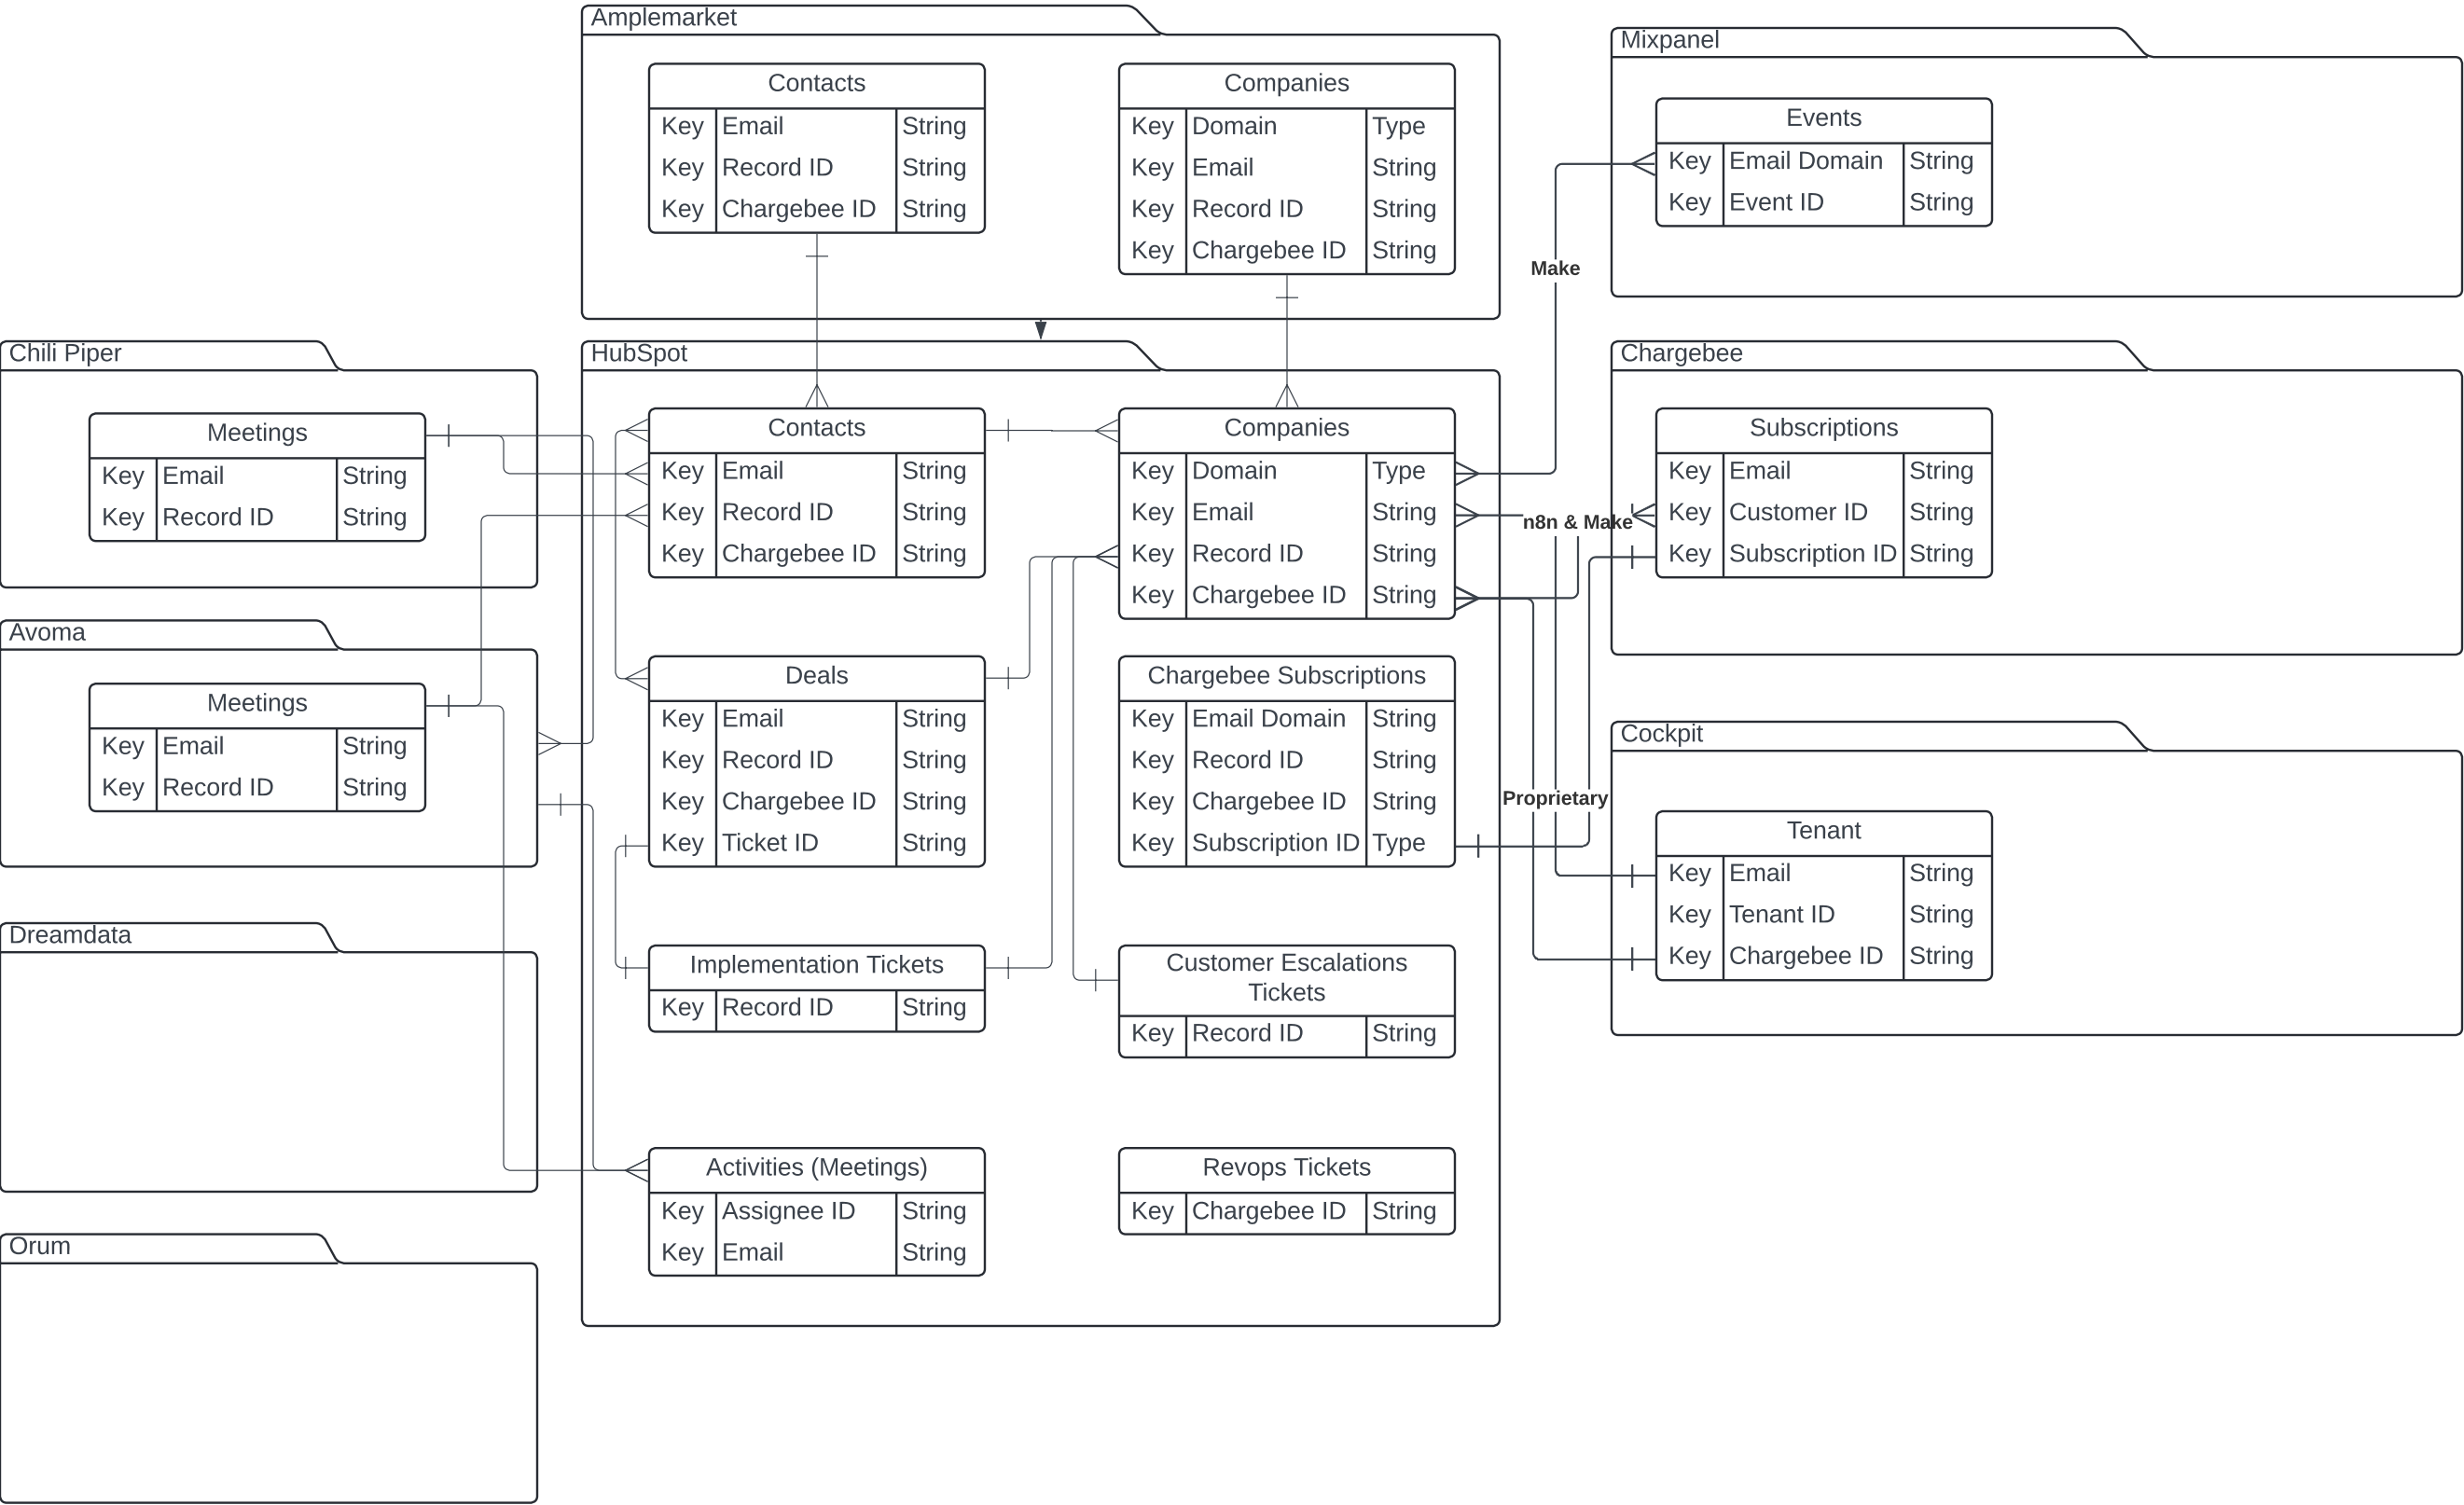 Amplemarket
Contacts
Key Email String
Key Record ID String
Key Chargebee ID String
Companies
Key Domain Type
Key Email String
Key Record ID String
Key Chargebee ID String
Mixpanel
Events
Key Email Domain String
Key Event ID String
Make
Chili Piper
Meetings
Key Email String
Key Record ID String
HubSpot
Contacts
Key Email String
Key Record ID String
Key Chargebee ID String
Companies
Key Domain Type
Key Email String
Key Record ID String
Key Chargebee ID String
n8n & Make
Chargebee
Subscriptions
Key Email String
Key Customer ID String
Key Subscription ID String
Avoma
Meetings
Key Email String
Key Record ID String
Deals
Key Email String
Key Record ID String
Key Chargebee ID String
Key Ticket ID String
Chargebee Subscriptions
Key Email Domain String
Key Record ID String
Key Chargebee ID String
Key Subscription ID Type
Proprietary
Cockpit
Tenant
Key Email String
Key Tenant ID String
Key Chargebee ID String
Dreamdata
Implementation Tickets
Key Record ID String
Customer Escalations
Tickets
Key Record ID String
Activities (Meetings)
Key Assignee ID String
Key Email String
Revops Tickets
Key Chargebee ID String
Orum